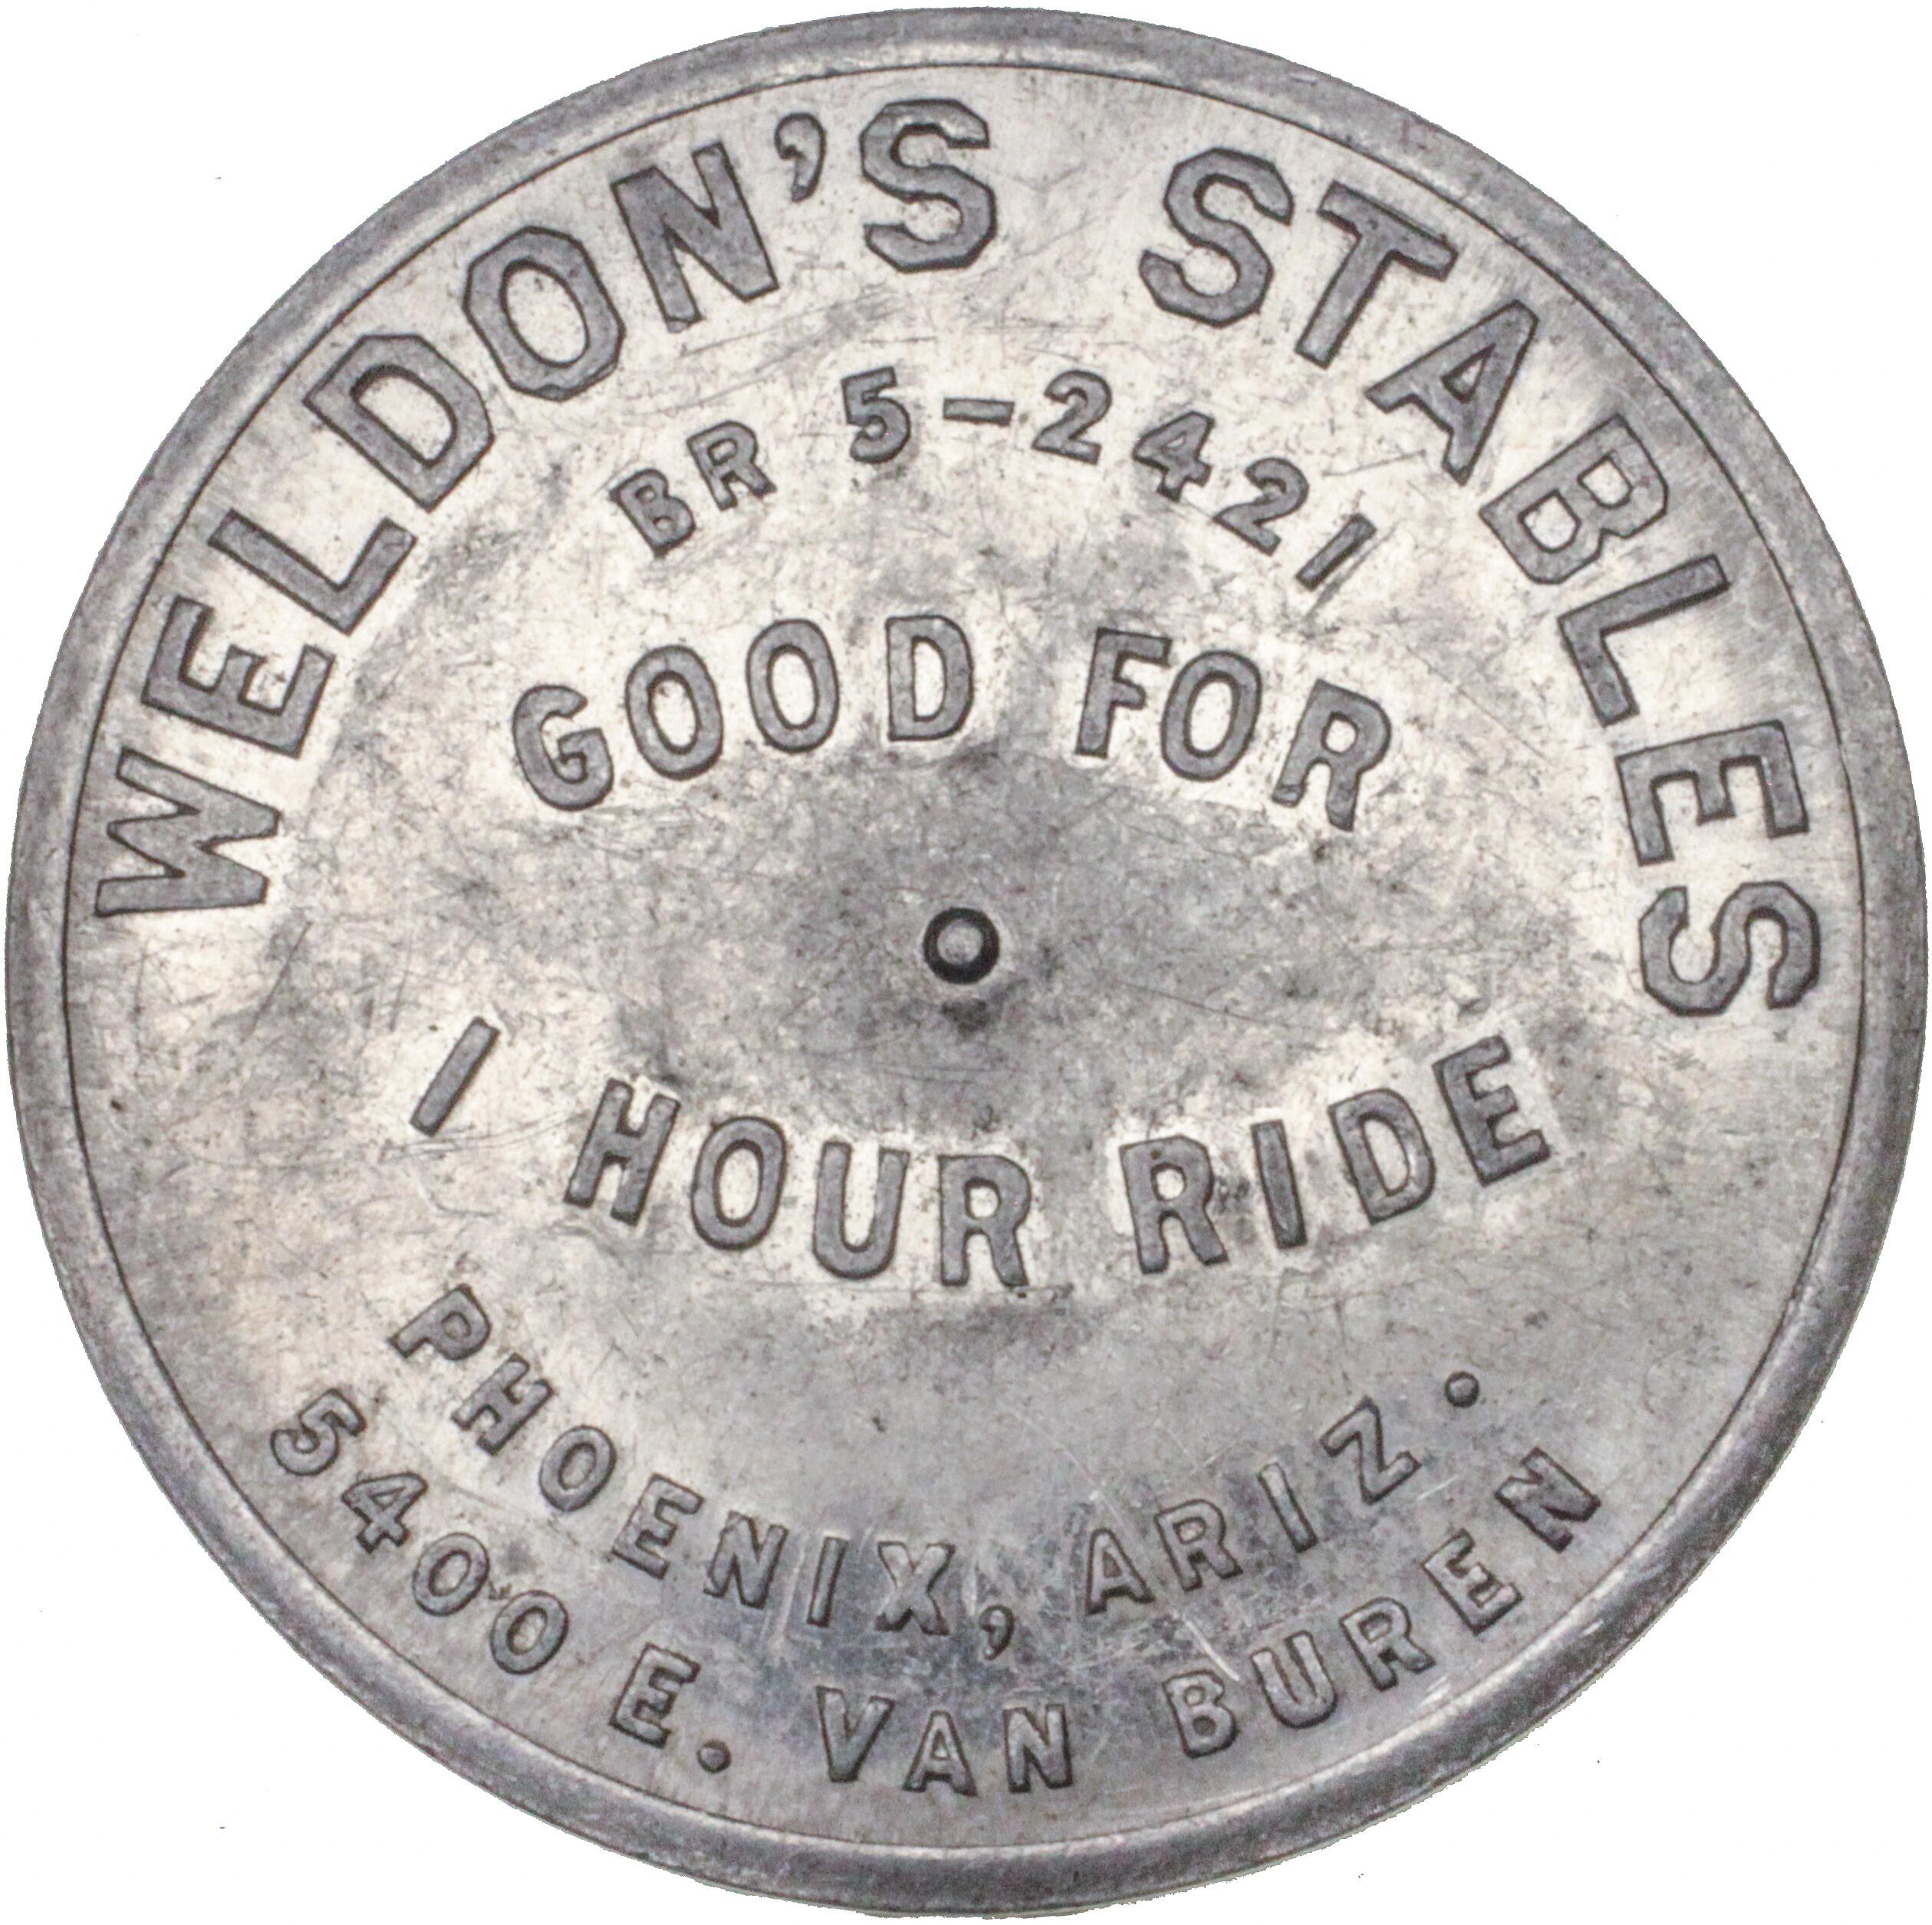 WELDON'S STABLES
BR 5-2421
GOOD FOR
1 HOUR RIDE
PHOENIX, ARIZ.
5400 E. VAN BUREN